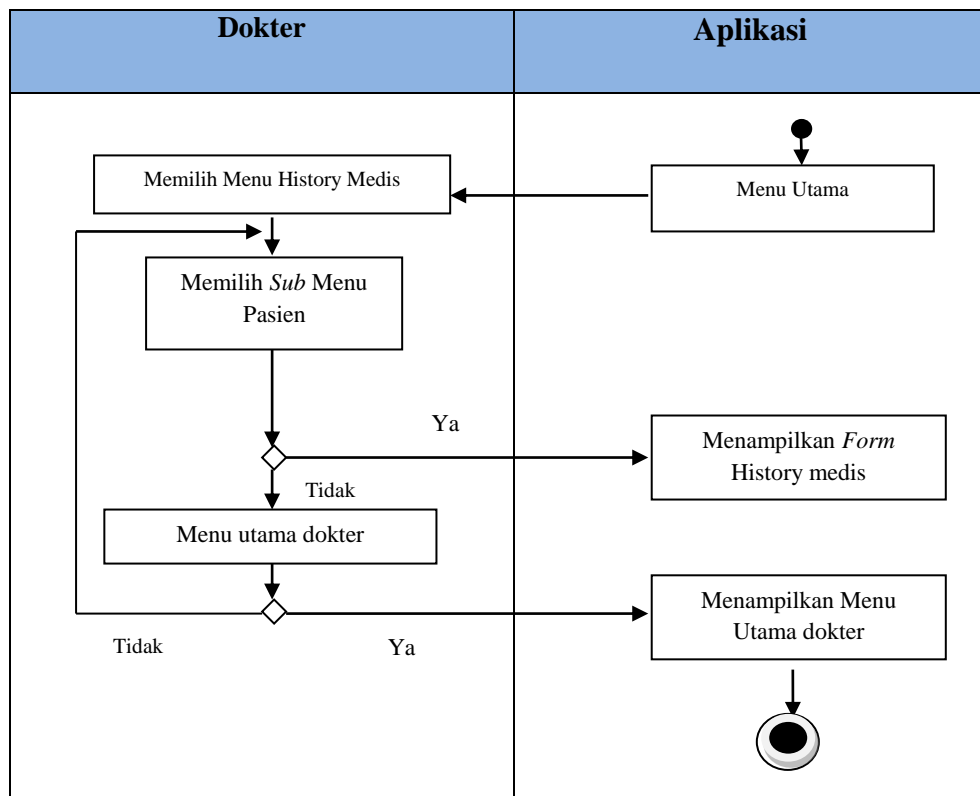 Dokter
Aplikasi
Memilih Menu History Medis
Menu Utama
Memilih Sub Menu
Pasien
Ya
Menampilkan Form
History medis
Tidak
Menu utama dokter
Menampilkan Menu
Utama dokter
Tidak
Ya